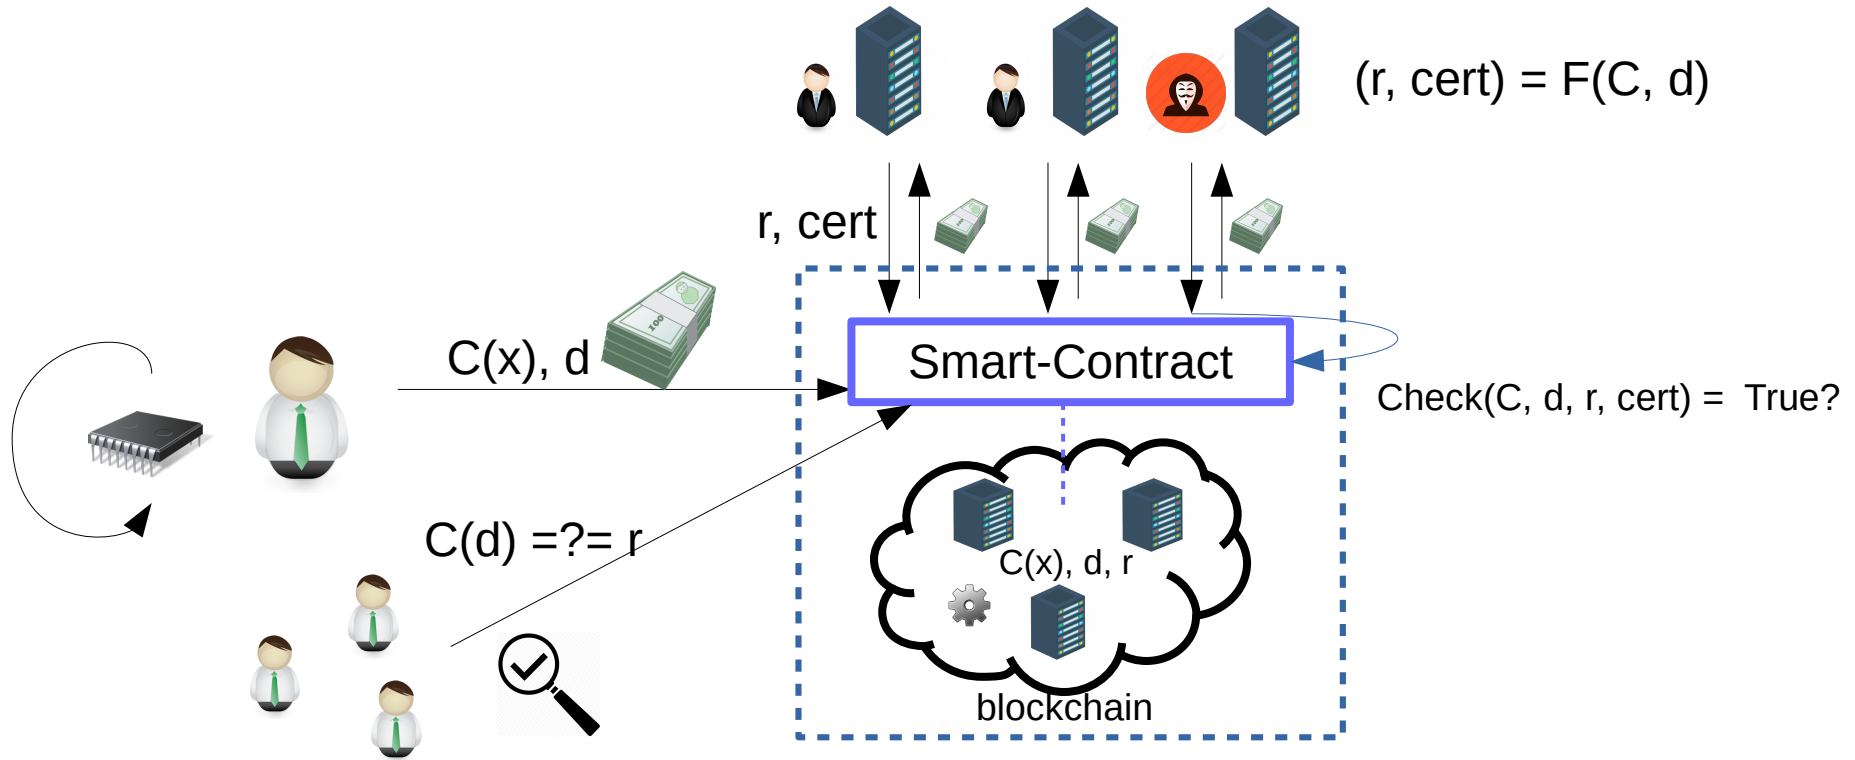 (r, cert) = F(C, d)
r, cert
C(x), d
Smart-Contract
Check(C, d, r, cert) = True?
C(d) =?= r
C(x), d, r
blockchain